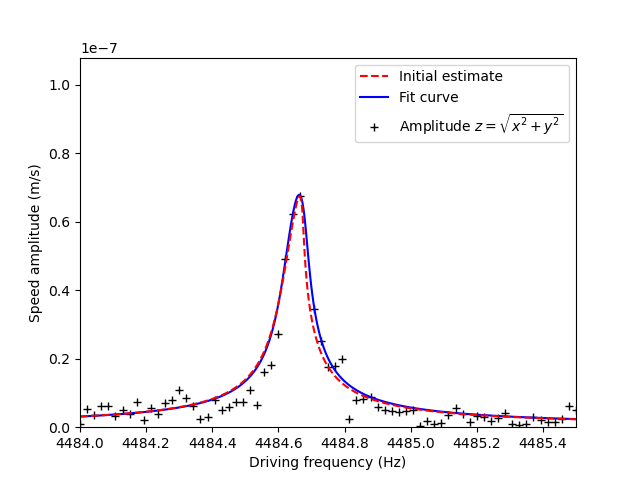 1e−7
Initial estimate
Fit curve
Amplitude z = √x² + y²
1.0
0.8
0.6
0.4
0.2
0.0
Speed amplitude (m/s)
4484.0 4484.2 4484.4 4484.6 4484.8 4485.0 4485.2 4485.4
Driving frequency (Hz)